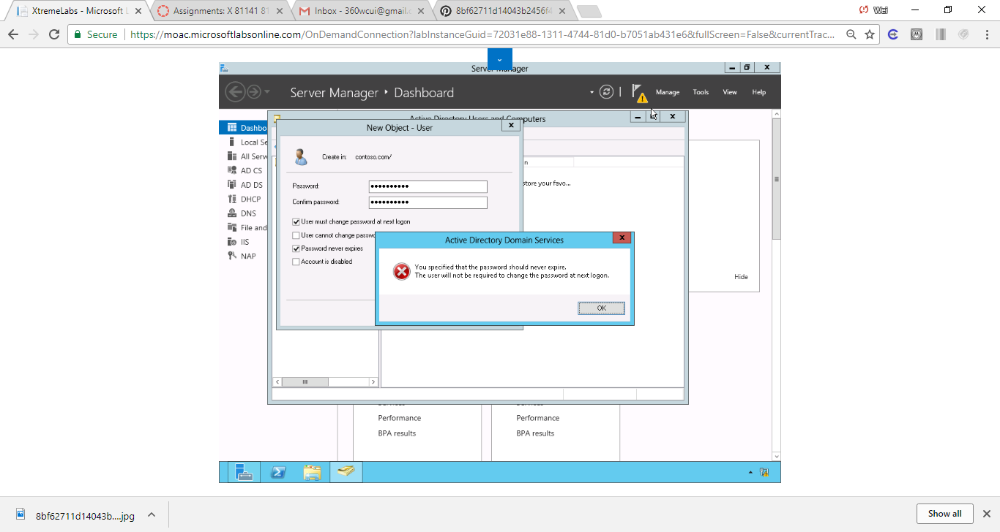 XtremeLabs - Microsoft L
Assignments: X 81141 81
Inbox - 360wcui@gmail.c
8bf62711d14043b2456f4
Wei
Secure
https://moac.microsoftlabsonline.com/OnDemandConnection?labInstanceGuid=72031e88-1311-4744-81d0-b7051ab431e6&fullScreen=False&currentTrac...
Server Manager
Server Manager ‣ Dashboard
Manage
Tools
View
Help
Active Directory Users and Computers
New Object - User
Dashbo
Local Se
All Serv
AD CS
AD DS
DHCP
DNS
File and
IIS
NAP
Create in: contoso.com/
Password:
••••••••••
Confirm password:
••••••••••
User must change password at next logon
User cannot change passwo
Password never expires
Account is disabled
n
store your favo...
Active Directory Domain Services
You specified that the password should never expire.
The user will not be required to change the password at next logon.
OK
Hide
Performance
BPA results
Performance
BPA results
8bf62711d14043b....jpg
Show all